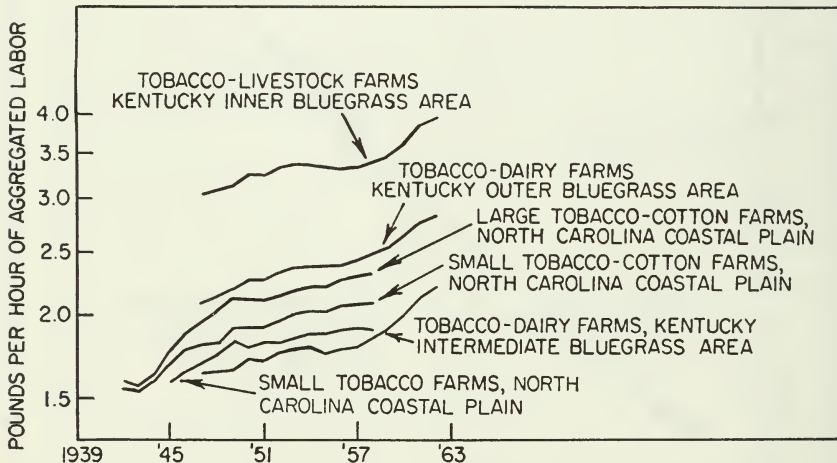 POUNDS PER HOUR OF AGGREGATED LABOR
4.0
3.5
3.0
2.5
2.0
1.5
TOBACCO-LIVESTOCK FARMS
KENTUCKY INNER BLUEGRASS AREA
TOBACCO-DAIRY FARMS
KENTUCKY OUTER BLUEGRASS AREA
LARGE TOBACCO-COTTON FARMS,
NORTH CAROLINA COASTAL PLAIN
SMALL TOBACCO-COTTON FARMS,
NORTH CAROLINA COASTAL PLAIN
TOBACCO-DAIRY FARMS, KENTUCKY
INTERMEDIATE BLUEGRASS AREA
SMALL TOBACCO FARMS, NORTH
CAROLINA COASTAL PLAIN
1939 '45 '51 '57 '63